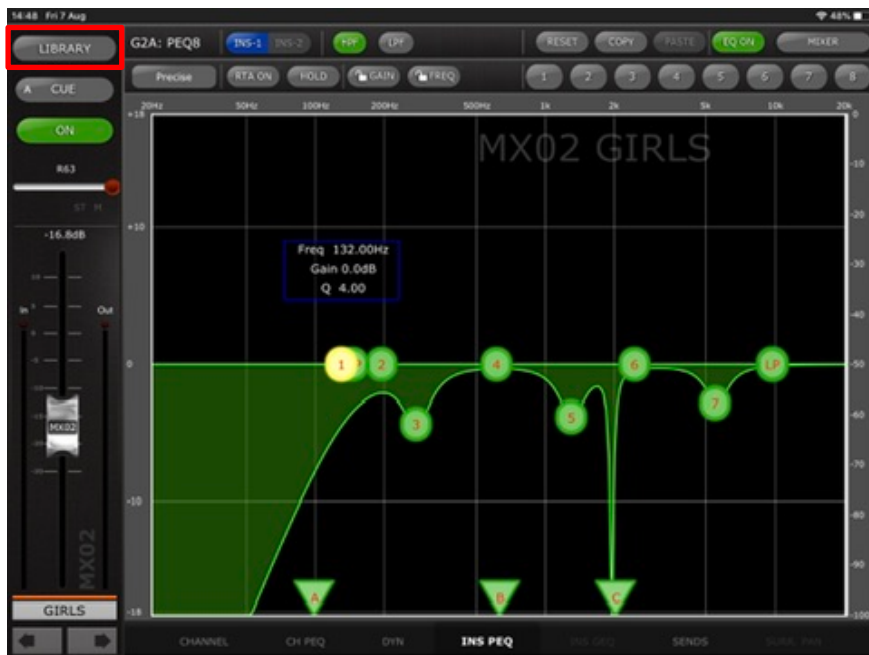 14:48 Fri 7 Aug 48%
LIBRARY G2A: PEQ8 INS-1 INS-2 HPF LPF RESET COPY PASTE EQ ON MIXER
Precise RTA ON HOLD GAIN FREQ 1 2 3 4 5 6 7 8
A CUE
20Hz 50Hz 100Hz 200Hz 500Hz 1k 2k 5k 10k 20k
+18 0
ON
MX02 GIRLS
R63
-10
ST M
-20
-16.8dB
+10
Freq 132.00Hz
Gain 0.0dB
Q 4.00
-30
10
In Out
-40
0 1 2 4 6 LP -50
3 5 7
-60
MX02
-70
-10
-80
MX02
-90
A B C
GIRLS
-18 -100
CHANNEL CH PEQ DYN INS PEQ INS GEQ SENDS SURR. PAN